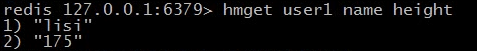 redis 127.0.0.1:6379> hmget user1 name height
1) "lisi"
2) "175"